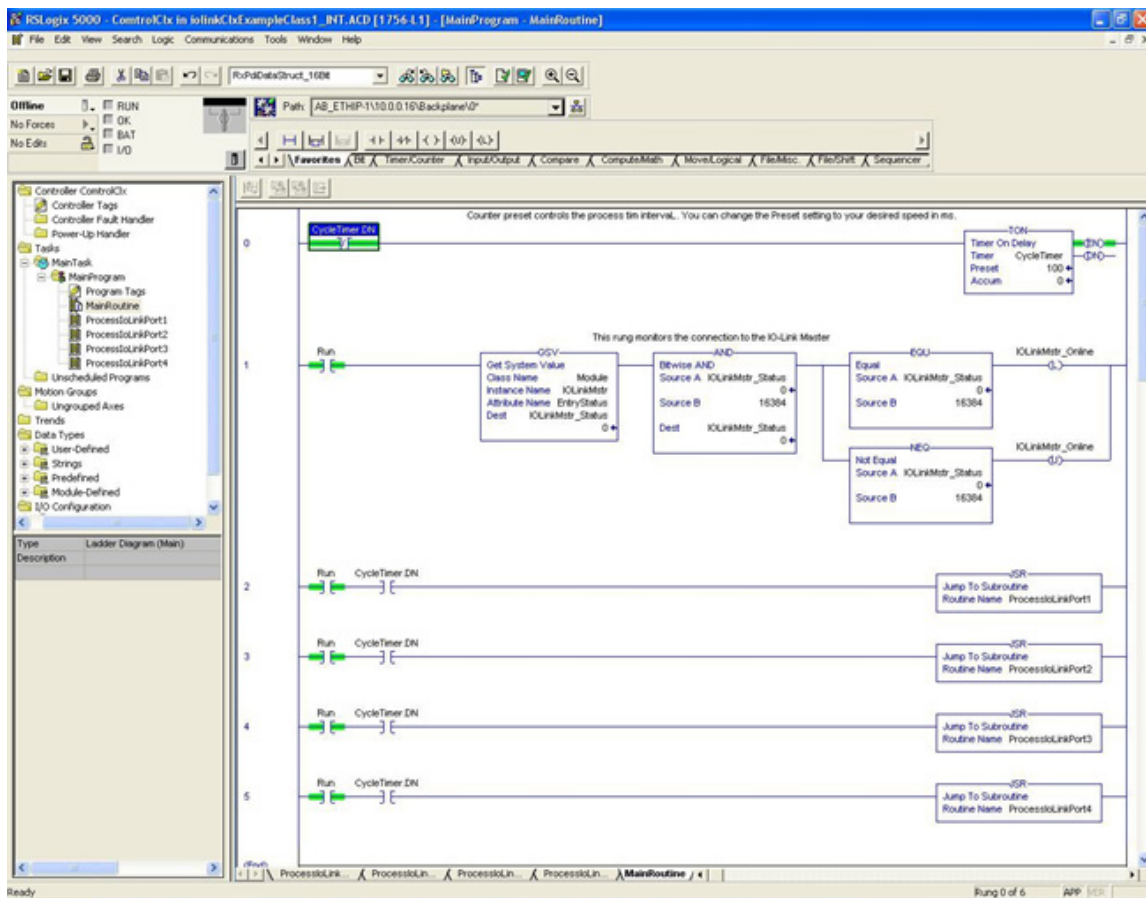 RSLogix 5000 - ComtrolClx in iolinkClxExampleClass1_INT.ACD [1756-L1] - [MainProgram - MainRoutine]
File Edit View Search Logic Communications Tools Window Help
RxPdiDataStruct_16Bit
Offline
RUN
No Forces
OK
No Edits
BAT
I/O
Path: AB_ETHIP-1\10.0.0.16\Backplane\0*
Favorites Bit Timer/Counter Input/Output Compare Compute/Math Move/Logical File/Misc. File/Shift Sequencer
Controller ComtrolClx
Controller Tags
Controller Fault Handler
Power-Up Handler
Tasks
MainTask
MainProgram
Program Tags
MainRoutine
ProcessIoLinkPort1
ProcessIoLinkPort2
ProcessIoLinkPort3
ProcessIoLinkPort4
Unscheduled Programs
Motion Groups
Ungrouped Axes
Trends
Data Types
User-Defined
Strings
Predefined
Module-Defined
I/O Configuration
Type Ladder Diagram (Main)
Description
Counter preset controls the process tim interval,. You can change the Preset setting to your desired speed in ms.
0
CycleTimer.DN
TON
Timer On Delay
Timer CycleTimer
Preset 100
Accum 0
EN
DN
This rung monitors the connection to the IO-Link Master
1
Run
GSV
Get System Value
Class Name Module
Instance Name IOLinkMstr
Attribute Name EntryStatus
Dest IOLinkMstr_Status
0
AND
Bitwise AND
Source A IOLinkMstr_Status
0
Source B 16384
Dest IOLinkMstr_Status
0
EQU
Equal
Source A IOLinkMstr_Status
0
Source B 16384
IOLinkMstr_Online
L
NEQ
Not Equal
Source A IOLinkMstr_Status
0
Source B 16384
IOLinkMstr_Online
U
2
Run CycleTimer.DN
JSR
Jump To Subroutine
Routine Name ProcessIoLinkPort1
3
Run CycleTimer.DN
JSR
Jump To Subroutine
Routine Name ProcessIoLinkPort2
4
Run CycleTimer.DN
JSR
Jump To Subroutine
Routine Name ProcessIoLinkPort3
5
Run CycleTimer.DN
JSR
Jump To Subroutine
Routine Name ProcessIoLinkPort4
(End)
ProcessIoLink... ProcessIoLin... ProcessIoLin... ProcessIoLin... MainRoutine
Ready
Rung 0 of 6 APP VER